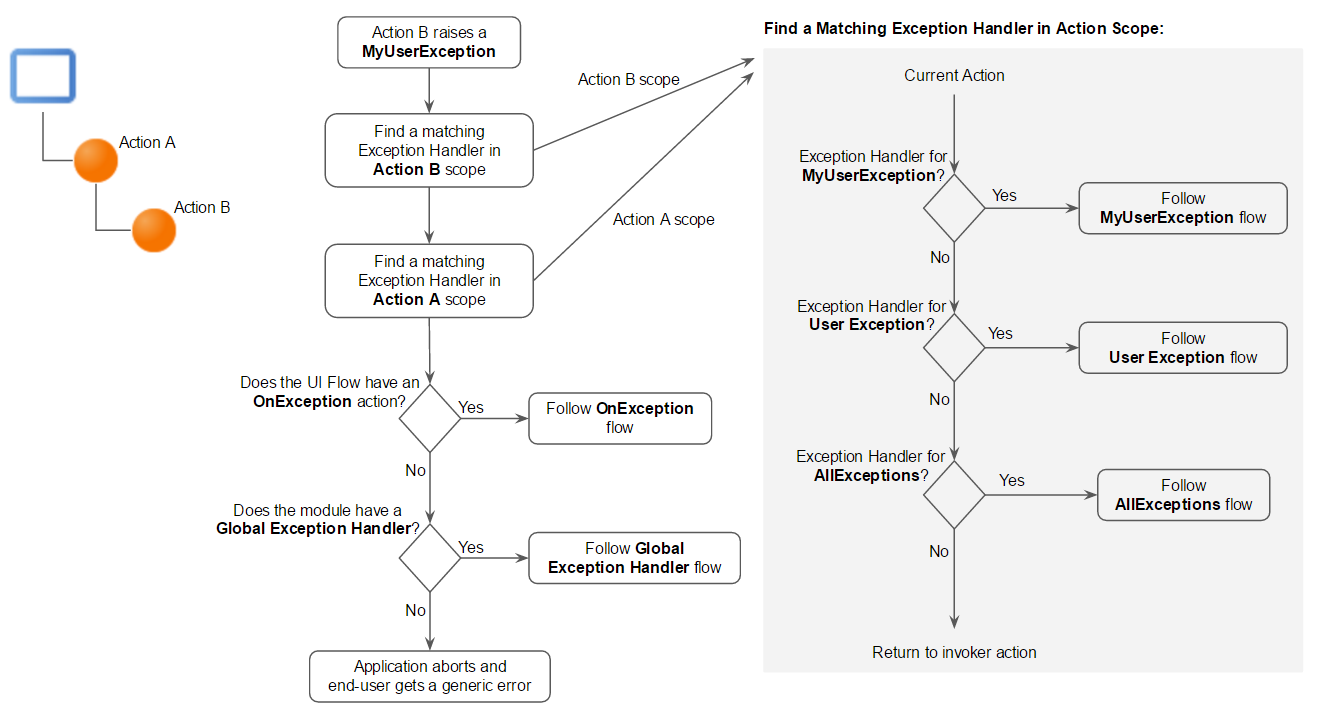 Action A
Action B
Action B raises a
MyUserException
Find a matching
Exception Handler in
Action B scope
Action B scope
Find a matching
Exception Handler in
Action A scope
Action A scope
Does the UI Flow have an
OnException action?
Yes
Follow OnException
flow
No
Does the module have a
Global Exception Handler?
Yes
Follow Global
Exception Handler flow
No
Application aborts and
end-user gets a generic error
Find a Matching Exception Handler in Action Scope:
Current Action
Exception Handler for
MyUserException?
Yes
Follow
MyUserException flow
No
Exception Handler for
User Exception?
Yes
Follow
User Exception flow
No
Exception Handler for
AllExceptions?
Yes
Follow
AllExceptions flow
No
Return to invoker action